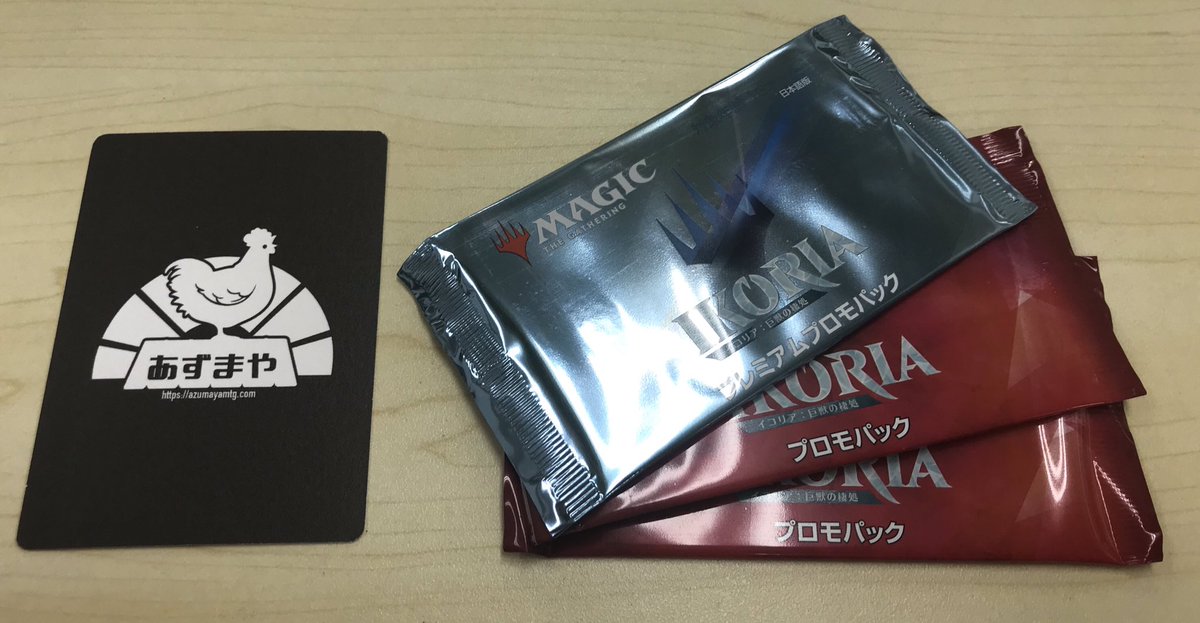 あずまや
https://azumayamtg.com
日本語版
MAGIC
THE GATHERING
IKORIA
イコリア：巨獣の棲処
プレミアムプロモパック
IKORIA
イコリア：巨獣の棲処
プロモパック
IKORIA
イコリア：巨獣の棲処
プロモパック